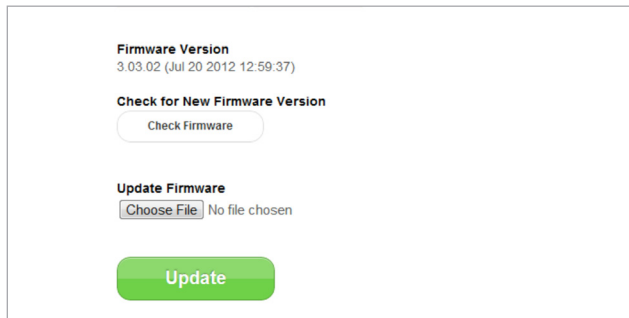 Firmware Version
3.03.02 (Jul 20 2012 12:59:37)
Check for New Firmware Version
Check Firmware
Update Firmware
Choose File No file chosen
Update